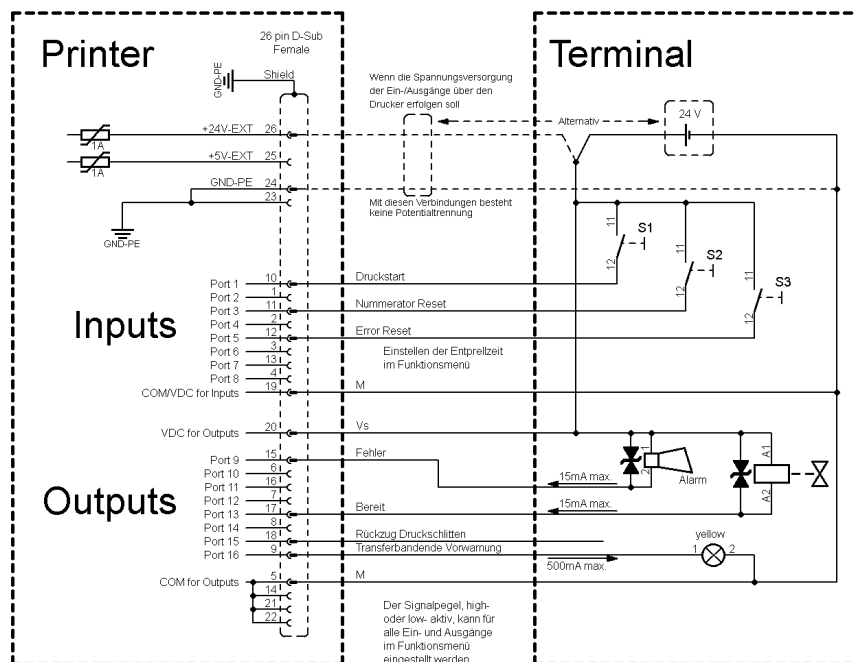 Printer
26 pin D-Sub
Female
Terminal
Shield
GND-PE
Wenn die Spannungsversorgung
der Ein-/Ausgänge über den
Drucker erfolgen soll
Alternativ
24 V
+24V-EXT 26
1A
+5V-EXT 25
1A
GND-PE 24
23
GND-PE
Mit diesen Verbindungen besteht
keine Potentialtrennung
11 S1
12
11 S2
12
11 S3
12
Inputs
Port 1 10 Druckstart
Port 2 1
Port 3 11 Nummerator Reset
Port 4 2
Port 5 12 Error Reset
Port 6 3
Port 7 13
Port 8 4
Einstellen der Entprellzeit
im Funktionsmenü
COM/VDC for Inputs 19 M
VDC for Outputs 20 Vs
Outputs
Port 9 15 Fehler
Port 10 6
Port 11 16
Port 12 7
Port 13 17 Bereit
Port 14 8
Port 15 18 Rückzug Druckschlitten
Port 16 9 Transferbandende Vorwarnung
1
2
Alarm
A1
A2
15mA max.
15mA max.
yellow
1 2
500mA max.
COM for Outputs 5 M
14
21
22
Der Signalpegel, high-
oder low- aktiv, kann für
alle Ein- und Ausgänge
im Funktionsmenü
eingestellt werden